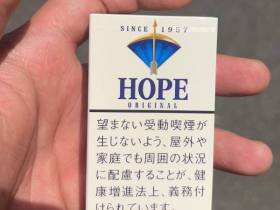 SINCE 1957
HOPE
ORIGINAL
望まない受動喫煙が
生じないよう、屋外や
家庭でも周囲の状況
に配慮することが、健
康増進法上、義務付
けられています。